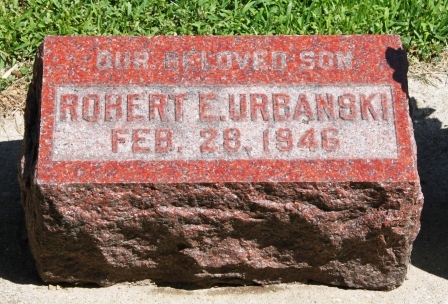 OUR BELOVED SON
ROBERT E. URBANSKI
FEB. 28, 1946